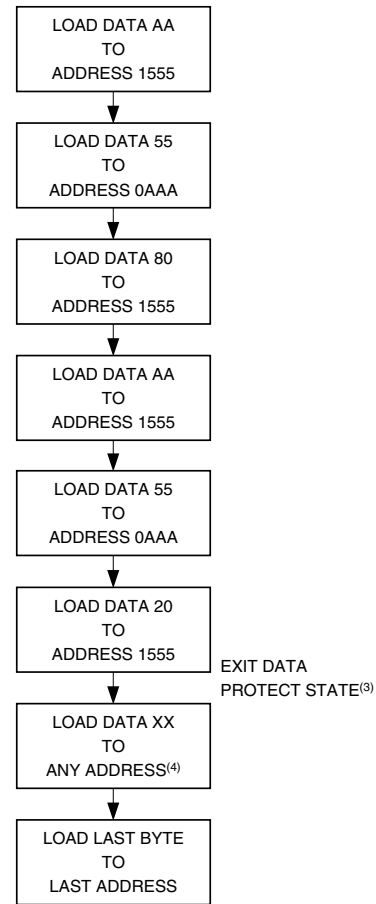 LOAD DATA AA
TO
ADDRESS 1555
LOAD DATA 55
TO
ADDRESS 0AAA
LOAD DATA 80
TO
ADDRESS 1555
LOAD DATA AA
TO
ADDRESS 1555
LOAD DATA 55
TO
ADDRESS 0AAA
LOAD DATA 20
TO
ADDRESS 1555
EXIT DATA
PROTECT STATE(3)
LOAD DATA XX
TO
ANY ADDRESS(4)
LOAD LAST BYTE
TO
LAST ADDRESS